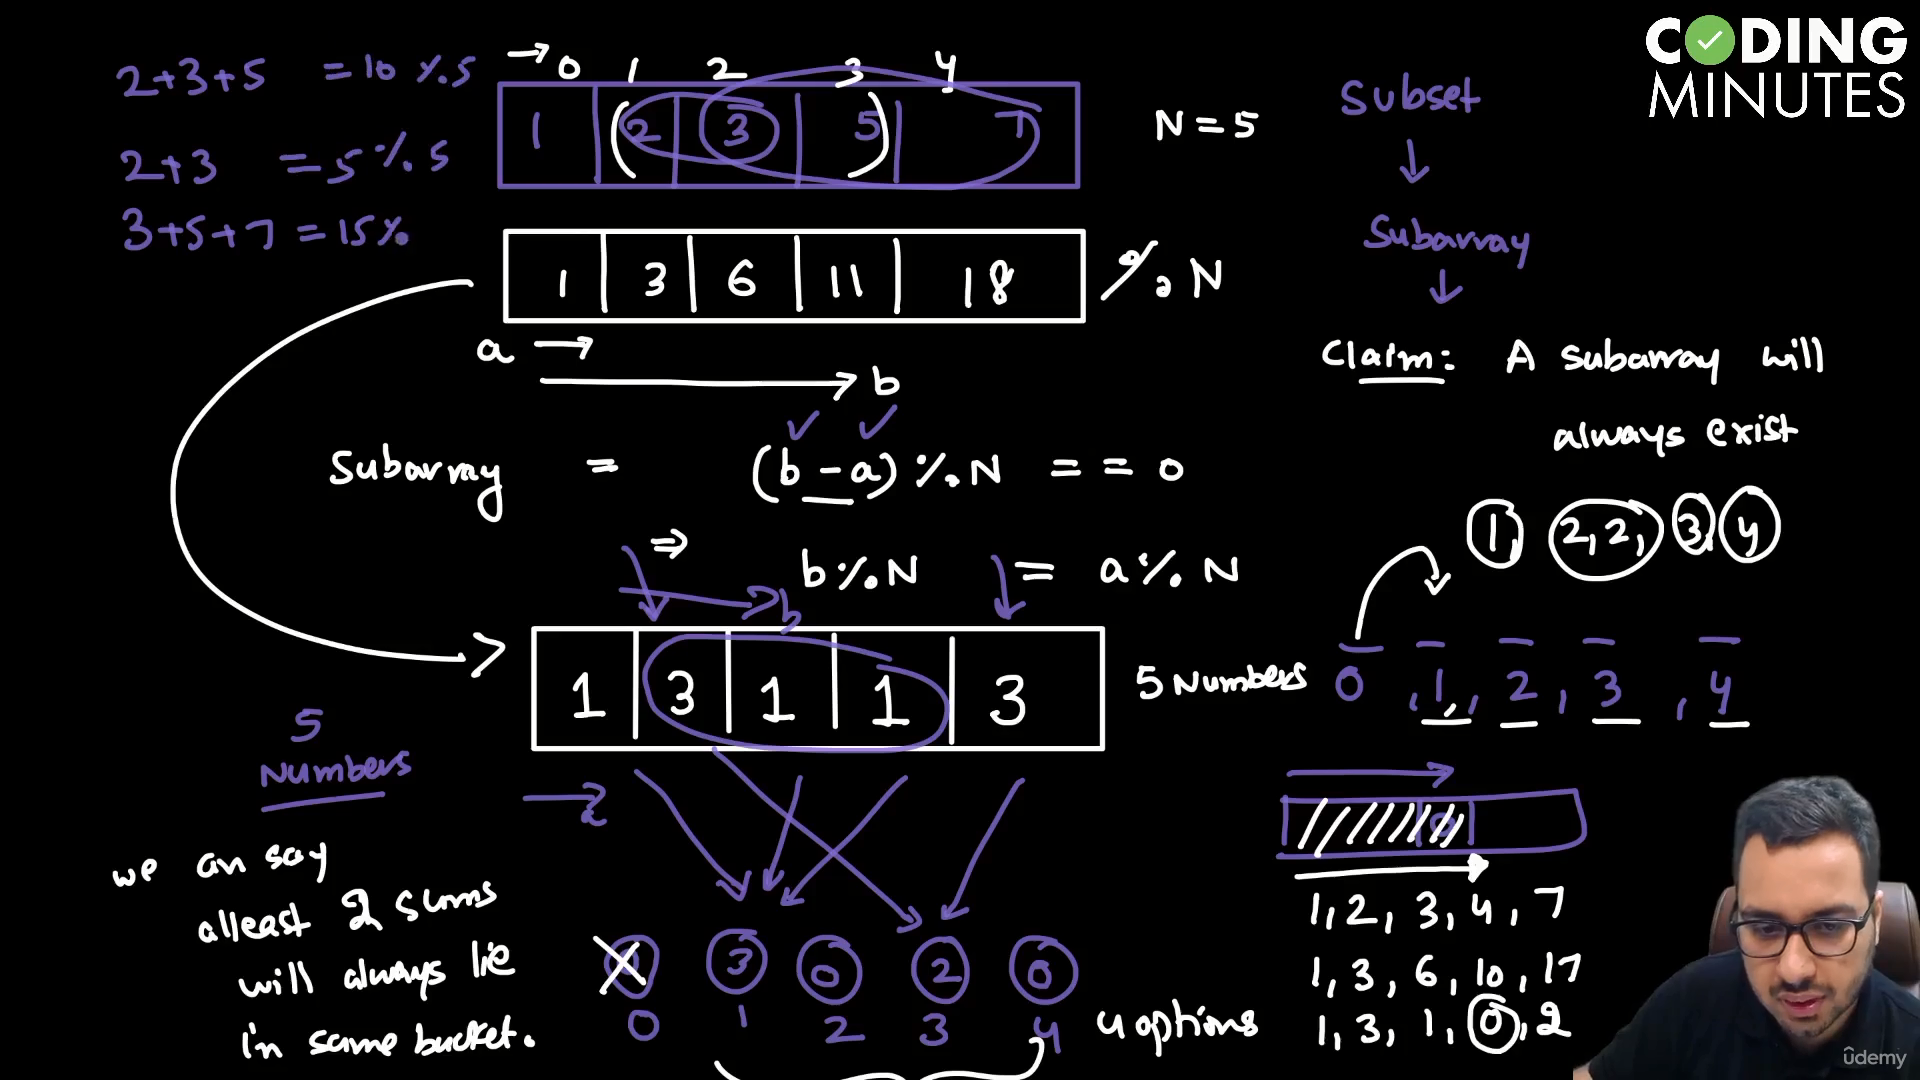 CODING
MINUTES
2+3+5 = 10 % 5
2+3 = 5 % 5
3+5+7 = 15 %
→ 0 1 2 3 4
1 (2 3 5) 7
N = 5
Subset
↓
Subarray
↓
1 3 6 11 18
% N
a →
→ b
Claim: A subarray will
always exist
Subarray = (b - a) % N == 0
⇒ b % N = a % N
1, 2, 2, 3, 4
b
1 3 1 1 3
5 Numbers
0, 1, 2, 3, 4
5
Numbers
we an say
atleast 2 sums
will always lie
in same bucket.
0 3 0 2 0
0 1 2 3 4
4 options
0
1, 2, 3, 4, 7
1, 3, 6, 10, 17
1, 3, 1, 0, 2
ûdemy